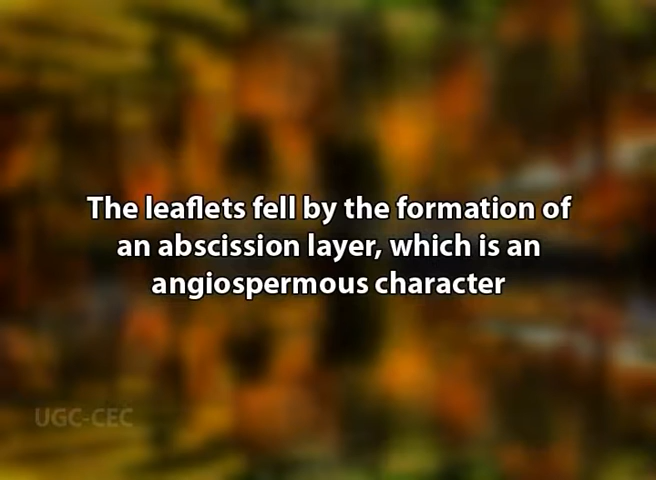 The leaflets fell by the formation of
an abscission layer, which is an
angiospermous character
UGC-CEC